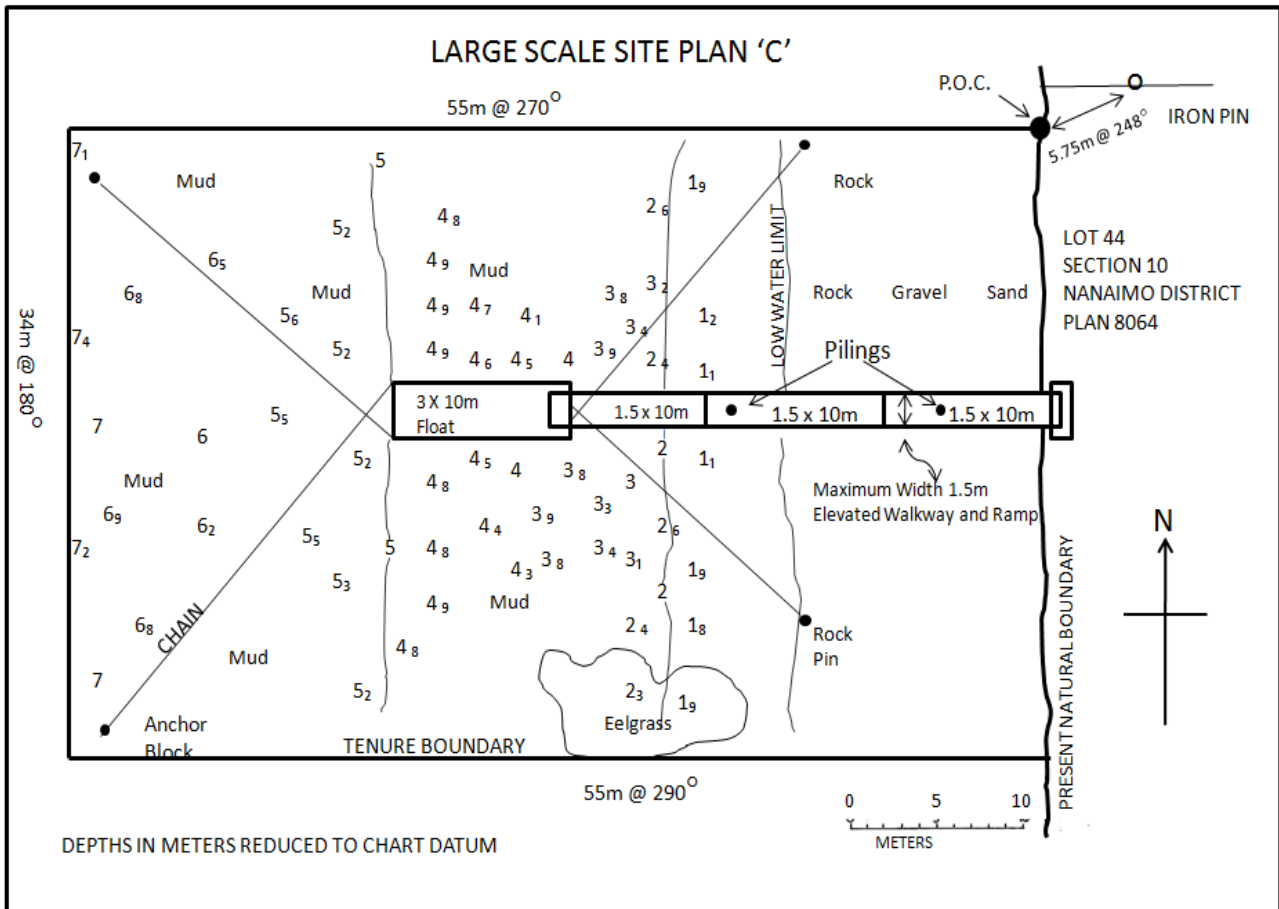 LARGE SCALE SITE PLAN ‘C’
P.O.C.
55m @ 270°
IRON PIN
5.75m @ 248°
7₁
5
Mud
1₉
Rock
2₆
4₈
5₂
LOW WATER LIMIT
LOT 44
SECTION 10
NANAIMO DISTRICT
PLAN 8064
6₅
4₉
Mud
6₈
Mud
3₈
3₂
Rock Gravel Sand
5₆
4₉ 4₇
4₁
1₂
34m @ 180°
7₄
3₄
5₂
4₉ 4₆ 4₅ 4 3₉ 2₄
Pilings
1₁
3 X 10m
Float
1.5 x 10m
1.5 x 10m
1.5 x 10m
5₅
7
6
5₂
4₅ 4 3₈
2
1₁
4₈
3
Maximum Width 1.5m
Elevated Walkway and Ramp
Mud
6₉
6₂
3₉
3₃
4₄
2₆
N
7₂
5₅
5
4₈
4₃
3₈
3₄
3₁
1₉
5₃
4₉
Mud
2
6₈
CHAIN
2₄
1₈
Rock
Pin
4₈
Mud
7
5₂
2₃
1₉
Eelgrass
Anchor
Block
TENURE BOUNDARY
PRESENT NATURAL BOUNDARY
55m @ 290°
0 5 10
METERS
DEPTHS IN METERS REDUCED TO CHART DATUM